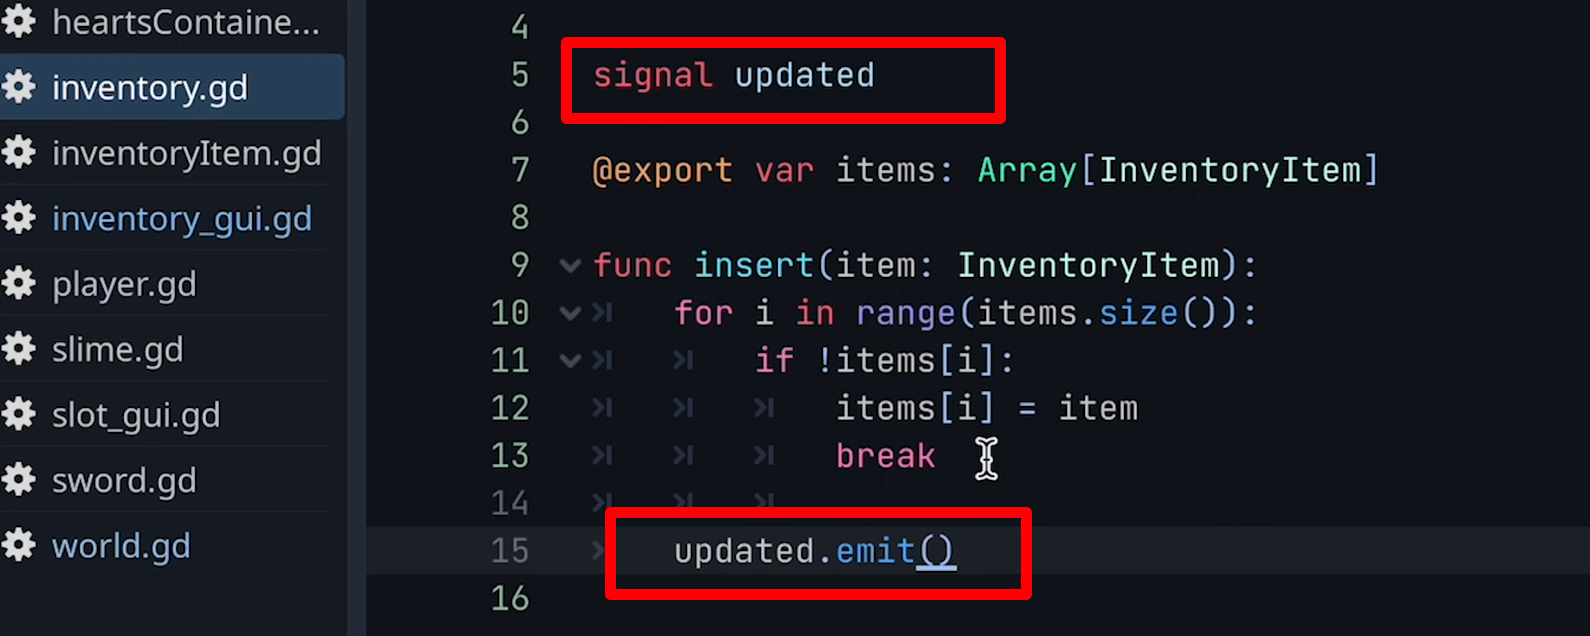 heartsContaine...
inventory.gd
inventoryItem.gd
inventory_gui.gd
player.gd
slime.gd
slot_gui.gd
sword.gd
world.gd
4
5 signal updated
6
7 @export var items: Array[InventoryItem]
8
9 func insert(item: InventoryItem):
10 for i in range(items.size()):
11 if !items[i]:
12 items[i] = item
13 break
14
15 updated.emit()
16